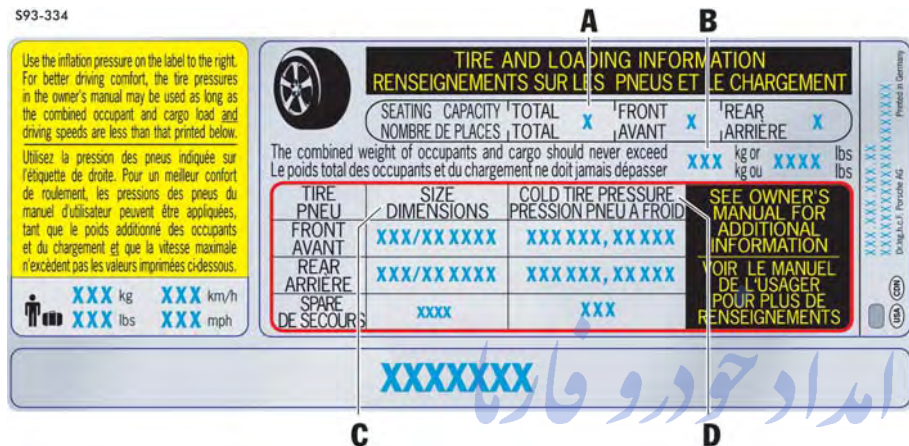 S93-334
A
B
Use the inflation pressure on the label to the right.
For better driving comfort, the tire pressures
in the owner's manual may be used as long as
the combined occupant and cargo load and
driving speeds are less than that printed below.
Utilisez la pression des pneus indiquée sur
l'étiquette de droite. Pour un meilleur confort
de roulement, les pressions des pneus du
manuel d'utilisateur peuvent être appliquées,
tant que le poids additionné des occupants
et du chargement et que la vitesse maximale
n'excèdent pas les valeurs imprimées ci-dessous.
XXX kg XXX km/h
XXX lbs XXX mph
TIRE AND LOADING INFORMATION
RENSEIGNEMENTS SUR LES PNEUS ET LE CHARGEMENT
SEATING CAPACITY TOTAL X FRONT X REAR X
NOMBRE DE PLACES TOTAL AVANT ARRIÈRE
The combined weight of occupants and cargo should never exceed XXX kg or XXXX lbs
Le poids total des occupants et du chargement ne doit jamais dépasser kg ou lbs
TIRE SIZE COLD TIRE PRESSURE
PNEU DIMENSIONS PRESSION PNEU A FROID
FRONT XXX/XX XXXX XXX XXX, XXXXX
AVANT
REAR XXX/XX XXXX XXX XXX, XXXXX
ARRIÈRE
SPARE XXXX XXX
DE SECOURS
SEE OWNER'S
MANUAL FOR
ADDITIONAL
INFORMATION
VOIR LE MANUEL
DE L'USAGER
POUR PLUS DE
RENSEIGNEMENTS
Printed in Germany
Dr.Ing.h.c.F. Porsche AG
USA CDN
XXXXXXX
امداد خودرو فارما
C
D